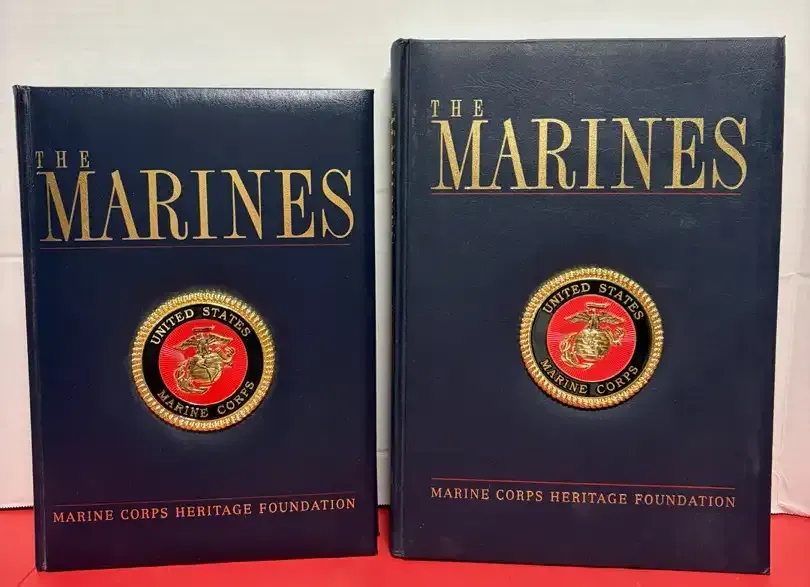 THE
MARINES
UNITED STATES
MARINE CORPS
MARINE CORPS HERITAGE FOUNDATION
THE
MARINES
UNITED STATES
MARINE CORPS
MARINE CORPS HERITAGE FOUNDATION